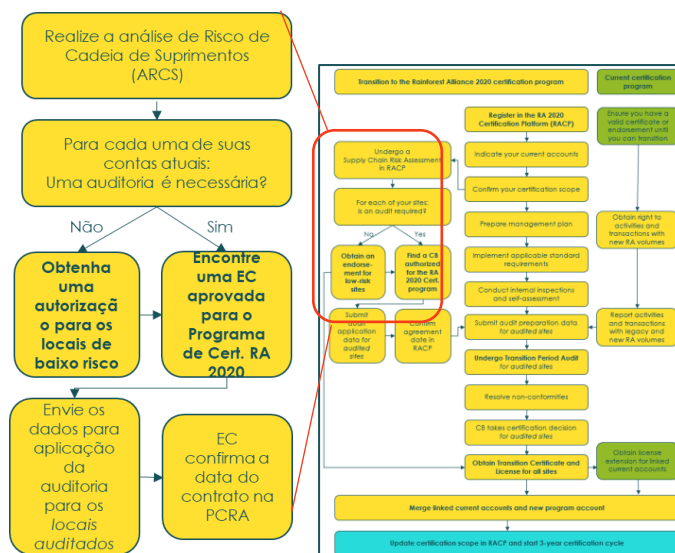 Realize a análise de Risco de
Cadeia de Suprimentos
(ARCS)
Para cada uma de suas
contas atuais:
Uma auditoria é necessária?
Não
Sim
Obtenha
uma
autorizaçã
o para os
locais de
baixo risco
Encontre
uma EC
aprovada
para o
Programa
de Cert. RA
2020
Envie os
dados para
aplicação
da
auditoria
para os
locais
auditados
EC
confirma a
data do
contrato na
PCRA
Transition to the Rainforest Alliance 2020 certification program
Current certification
program
Register in the RA 2020
Certification Platform (RACP)
Ensure you have a
valid certificate or
endorsement until
you can transition
Undergo a
Supply Chain Risk Assessment
in RACP
Indicate your current accounts
Confirm your certification scope
For each of your sites:
Is an audit required?
Prepare management plan
No
Yes
Obtain right to
activities and
transactions with
new RA volumes
Implement applicable standard
requirements
Obtain an
endorse-
ment for
low-risk
sites
Find a CB
authorized
for the RA
2020 Cert.
program
Conduct internal inspections
and self-assessment
Submit audit
application
data for
audited sites
Confirm
agreement
date in
RACP
Submit audit preparation data
for audited sites
Report activities
and transactions
with legacy and
new RA volumes
Undergo Transition Period Audit
for audited sites
Resolve non-conformities
CB takes certification decision
for audited sites
Obtain Transition Certificate and
License for all sites
Obtain license
extension for linked
current accounts
Merge linked current accounts and new program account
Update certification scope in RACP and start 3-year certification cycle